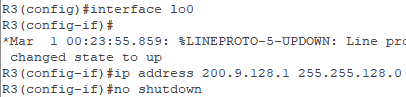 R3(config)#interface lo0
R3(config-if)#
*Mar  1 00:23:55.859: %LINEPROTO-5-UPDOWN: Line
changed state to up
R3(config-if)#ip address 200.9.128.1 255.255.128.0
R3(config-if)#no shutdown